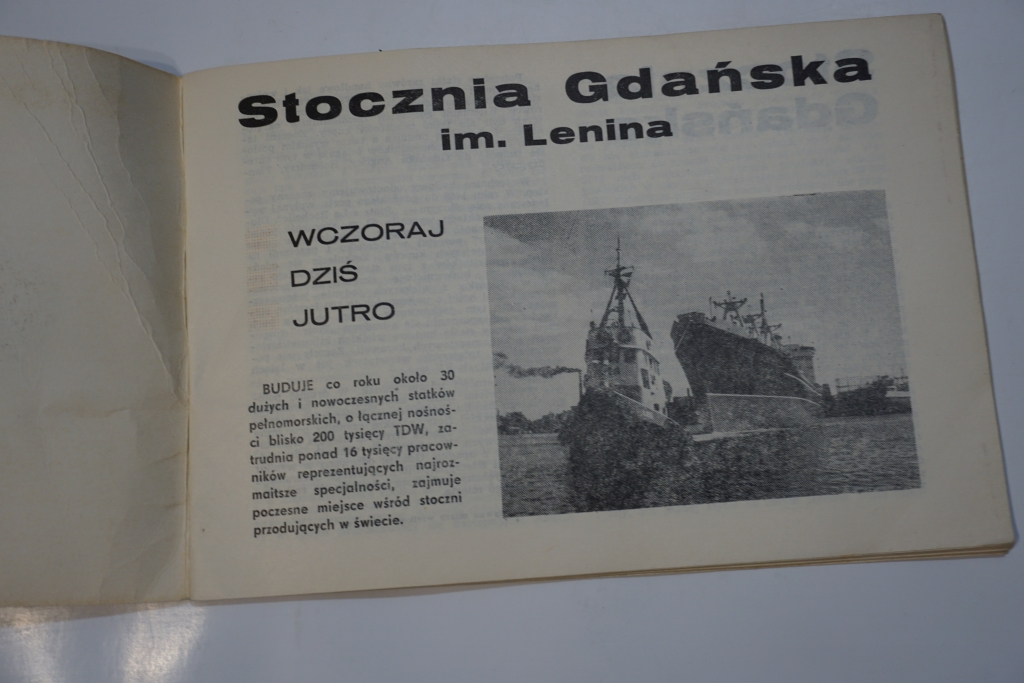 Stocznia Gdańska
im. Lenina
WCZORAJ
DZIŚ
JUTRO
BUDUJE co roku około 30
dużych i nowoczesnych statków
pełnomorskich, o łącznej nośnoś-
ci blisko 200 tysięcy TDW, za-
trudnia ponad 16 tysięcy pracow-
ników reprezentujących najroz-
maitsze specjalności, zajmuje
poczesne miejsce wśród stoczni
przodujących w świecie.